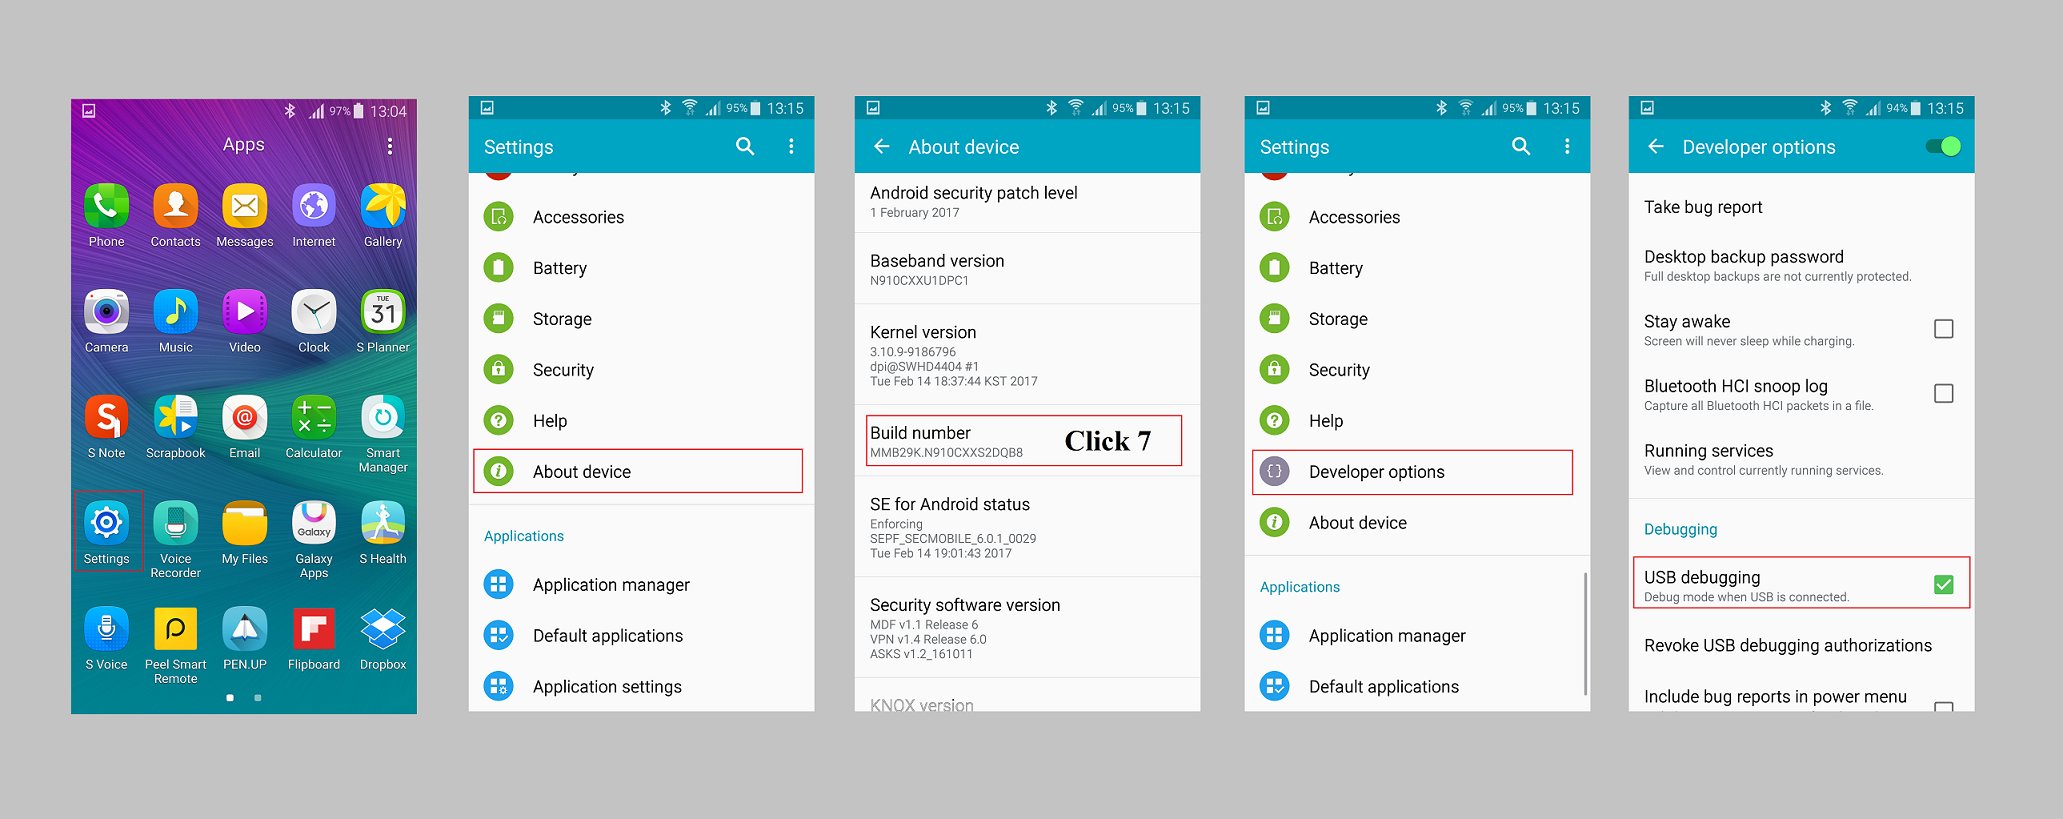 97% 13:04
Apps
Phone
Contacts
Messages
Internet
Gallery
TUE
31
Camera
Music
Video
Clock
S Planner
S Note
Scrapbook
Email
Calculator
Smart
Manager
Galaxy
Settings
Voice
Recorder
My Files
Galaxy
Apps
S Health
S Voice
Peel Smart
Remote
PEN.UP
Flipboard
Dropbox
95% 13:15
Settings
Accessories
Battery
Storage
Security
Help
About device
Applications
Application manager
Default applications
Application settings
95% 13:15
About device
Android security patch level
1 February 2017
Baseband version
N910CXXU1DPC1
Kernel version
3.10.9-9186796
dpi@SWHD4404 #1
Tue Feb 14 18:37:44 KST 2017
Build number
MMB29K.N910CXXS2DQB8
Click 7
SE for Android status
Enforcing
SEPF_SECMOBILE_6.0.1_0029
Tue Feb 14 19:01:43 2017
Security software version
MDF v1.1 Release 6
VPN v1.4 Release 6.0
ASKS v1.2_161011
KNOX version
95% 13:15
Settings
Accessories
Battery
Storage
Security
Help
Developer options
About device
Applications
Application manager
Default applications
94% 13:15
Developer options
Take bug report
Desktop backup password
Full desktop backups are not currently protected.
Stay awake
Screen will never sleep while charging.
Bluetooth HCI snoop log
Capture all Bluetooth HCI packets in a file.
Running services
View and control currently running services.
Debugging
USB debugging
Debug mode when USB is connected.
Revoke USB debugging authorizations
Include bug reports in power menu